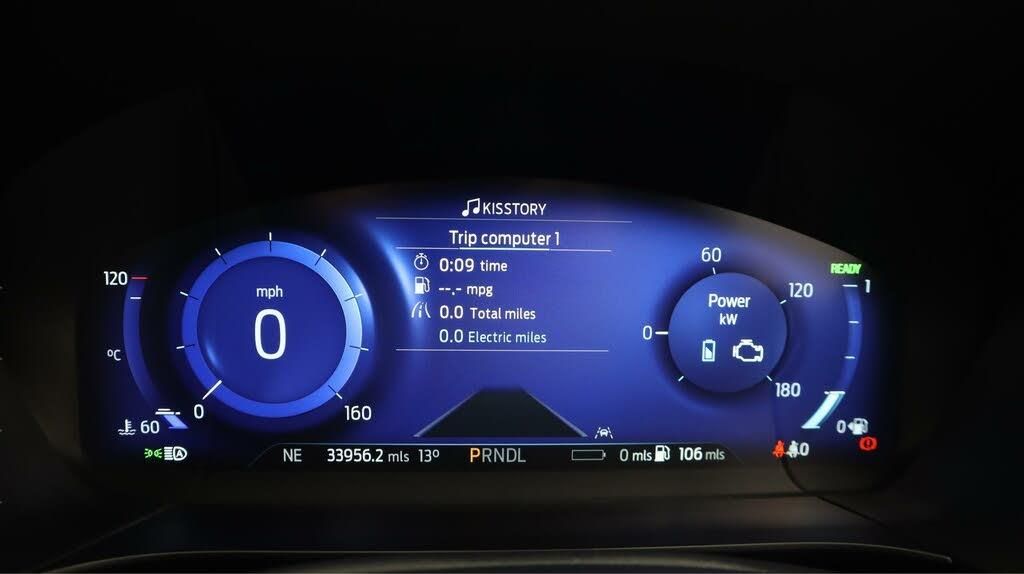 KISSTORY
Trip computer 1
0:09 time
--.- mpg
0.0 Total miles
0.0 Electric miles
mph
0
0
160
120
ºC
60
60
0
120
180
Power
kW
READY
1
0
NE 33956.2 mls 13º PRNDL 0 mls 106 mls